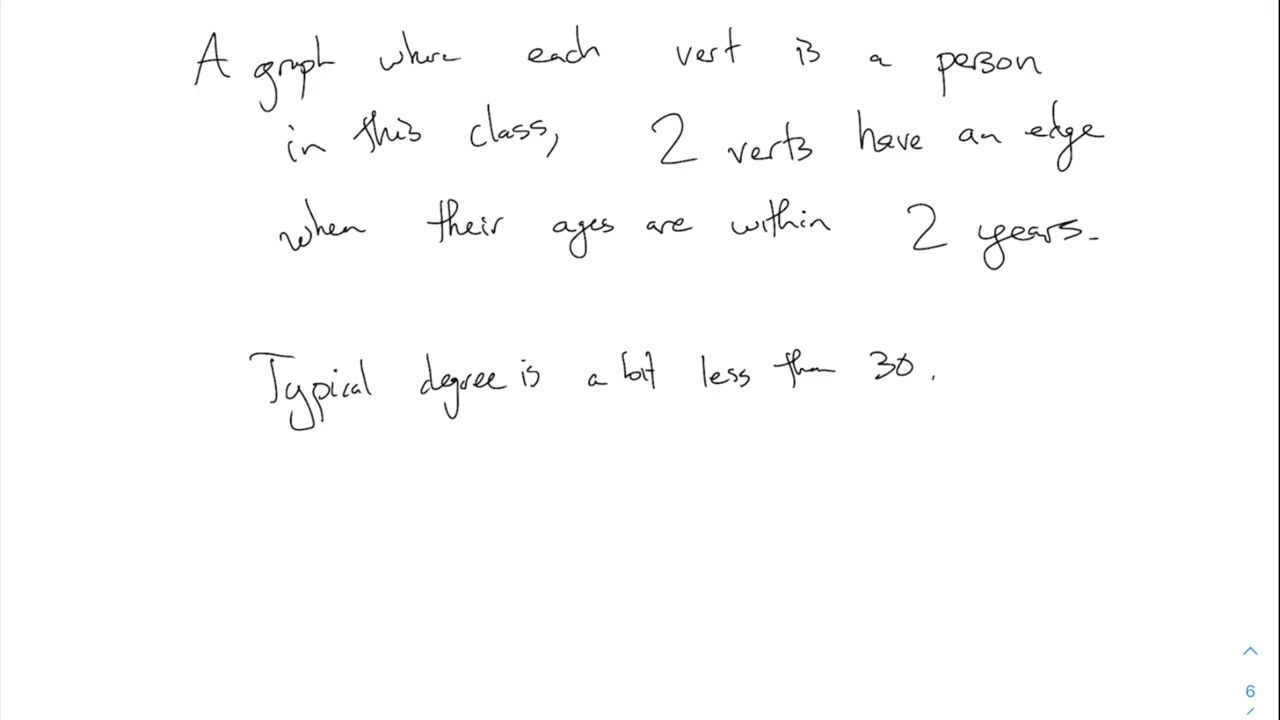 A graph where each vert is a person
in this class, 2 verts have an edge
when their ages are within 2 years.
Typical degree is a bit less than 30.
6